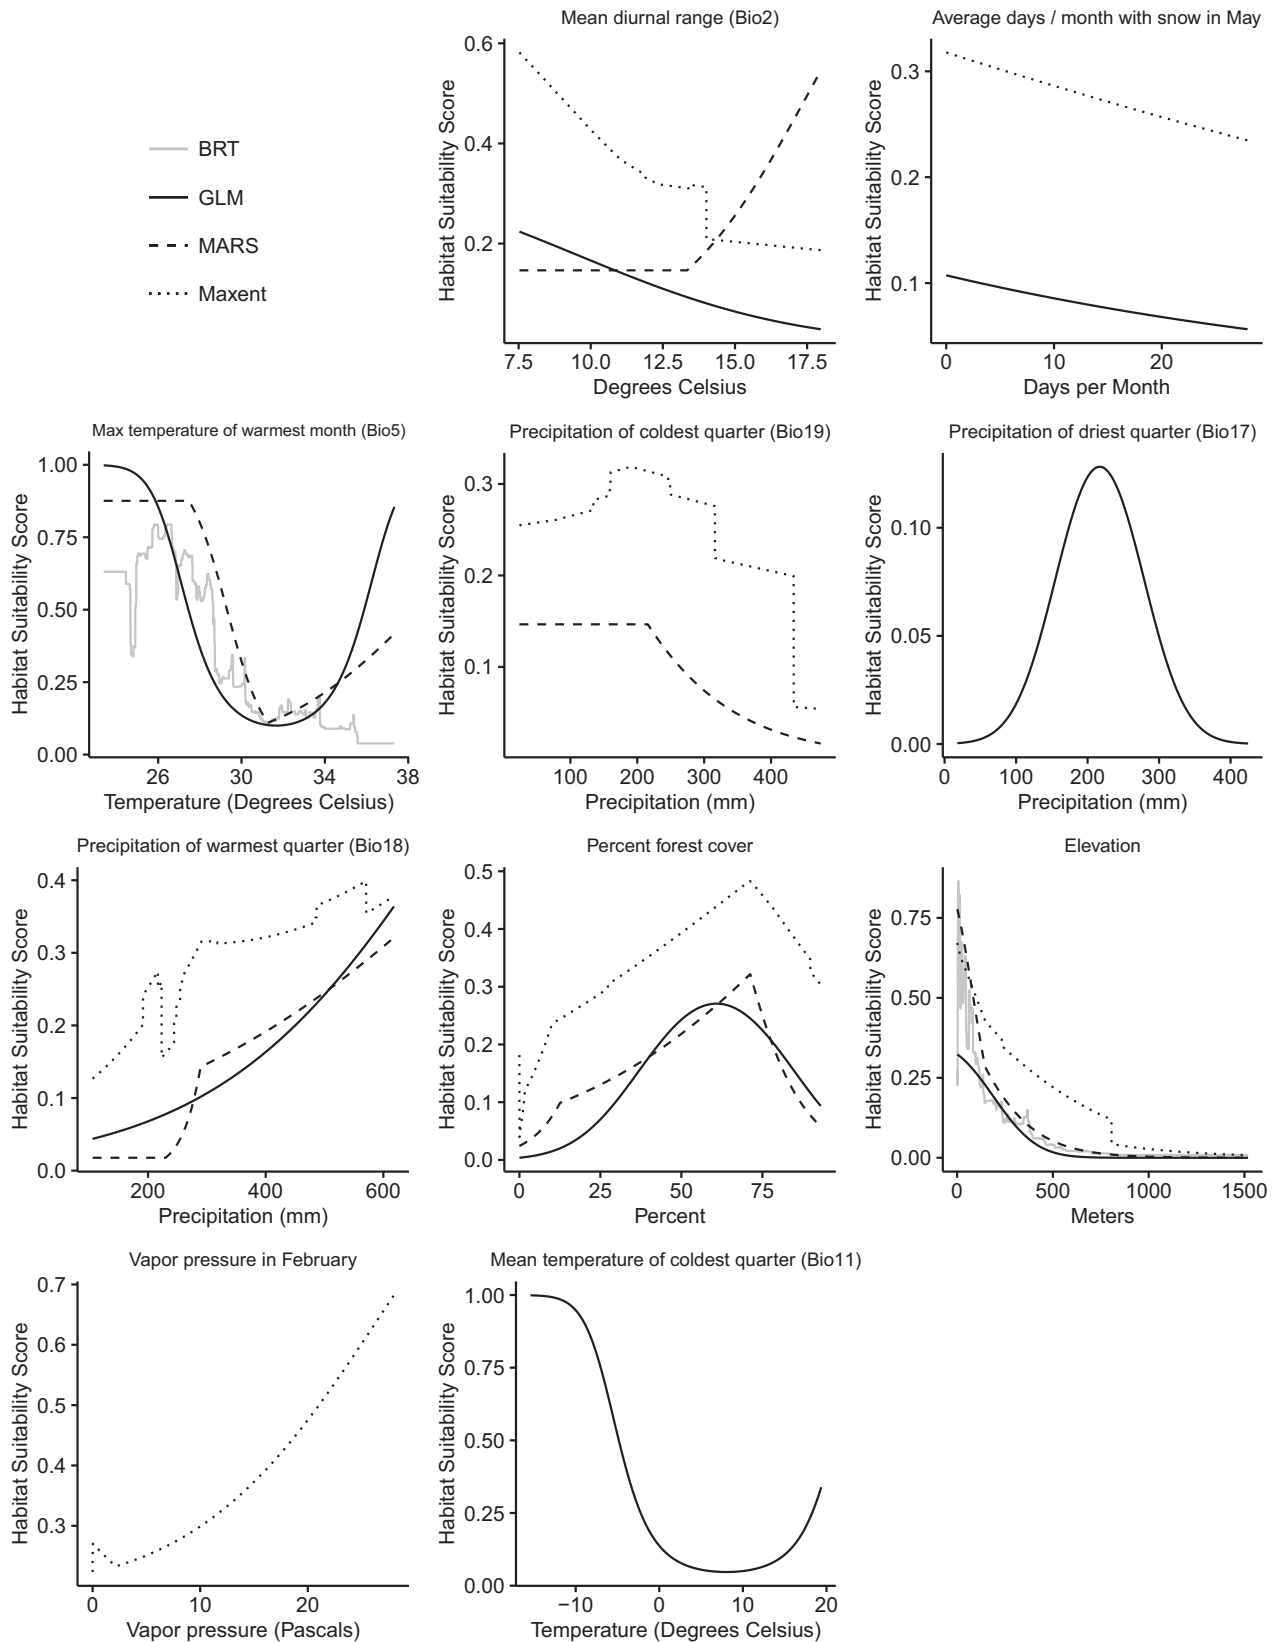 Mean diurnal range (Bio2)
Habitat Suitability Score
0.6
0.4
0.2
7.5 10.0 12.5 15.0 17.5
Degrees Celsius
Average days / month with snow in May
Habitat Suitability Score
0.3
0.2
0.1
0 10 20
Days per Month
BRT
GLM
MARS
Maxent
Max temperature of warmest month (Bio5)
Habitat Suitability Score
1.00
0.75
0.50
0.25
0.00
26 30 34 38
Temperature (Degrees Celsius)
Precipitation of coldest quarter (Bio19)
Habitat Suitability Score
0.3
0.2
0.1
100 200 300 400
Precipitation (mm)
Precipitation of driest quarter (Bio17)
Habitat Suitability Score
0.10
0.05
0.00
0 100 200 300 400
Precipitation (mm)
Precipitation of warmest quarter (Bio18)
Habitat Suitability Score
0.4
0.3
0.2
0.1
0.0
200 400 600
Precipitation (mm)
Percent forest cover
Habitat Suitability Score
0.5
0.4
0.3
0.2
0.1
0.0
0 25 50 75
Percent
Elevation
Habitat Suitability Score
0.75
0.50
0.25
0.00
0 500 1000 1500
Meters
Vapor pressure in February
Habitat Suitability Score
0.7
0.6
0.5
0.4
0.3
0 10 20
Vapor pressure (Pascals)
Mean temperature of coldest quarter (Bio11)
Habitat Suitability Score
1.00
0.75
0.50
0.25
0.00
−10 0 10 20
Temperature (Degrees Celsius)